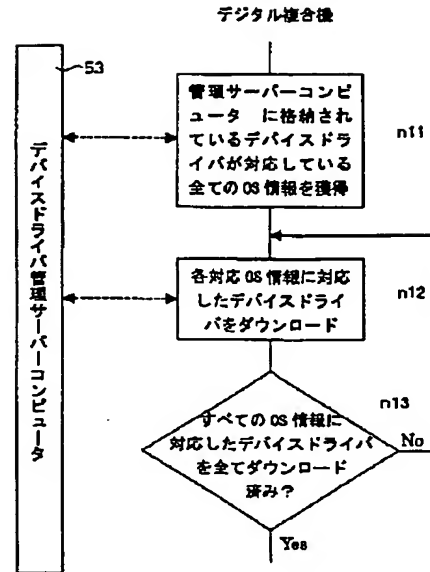 デジタル複合機
53
デバイスドライバ管理サーバーコンピュータ
管理サーバーコンピ
ュータ に格納され
ているデバイスドラ
イバが対応している
全てのOS情報を獲得
n11
各対応OS情報に対応
したデバイスドライ
バをダウンロード
n12
すべてのOS情報に
対応したデバイスドライバ
を全てダウンロード
済み?
n13
No
Yes